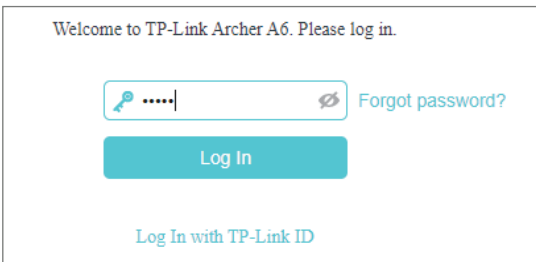 Welcome to TP-Link Archer A6. Please log in.
•••••
Forgot password?
Log In
Log In with TP-Link ID